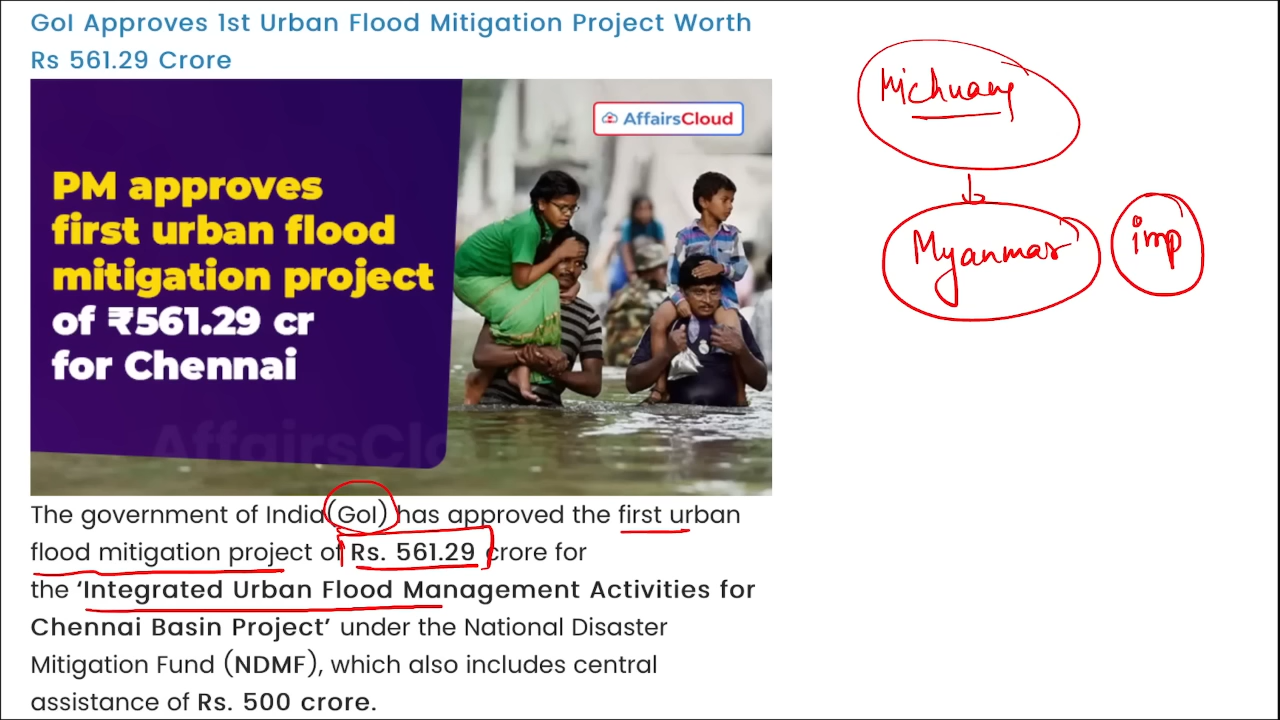 GoI Approves 1st Urban Flood Mitigation Project Worth
Rs 561.29 Crore
AffairsCloud
PM approves
first urban flood
mitigation project
of ₹561.29 cr
for Chennai
AffairsCloud
The government of India(GoI) has approved the first urban
flood mitigation project of Rs. 561.29 crore for
the ‘Integrated Urban Flood Management Activities for
Chennai Basin Project’ under the National Disaster
Mitigation Fund (NDMF), which also includes central
assistance of Rs. 500 crore.
Michuang
Myanmar
imp